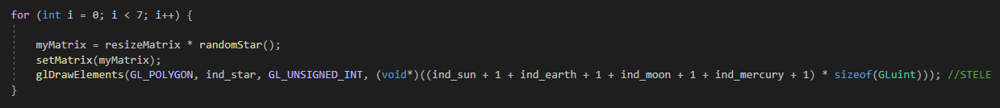 for (int i = 0; i < 7; i++) {
myMatrix = resizeMatrix * randomStar();
setMatrix(myMatrix);
glDrawElements(GL_POLYGON, ind_star, GL_UNSIGNED_INT, (void*)((ind_sun + 1 + ind_earth + 1 + ind_moon + 1 + ind_mercury + 1) * sizeof(GLuint))); //STELE
}